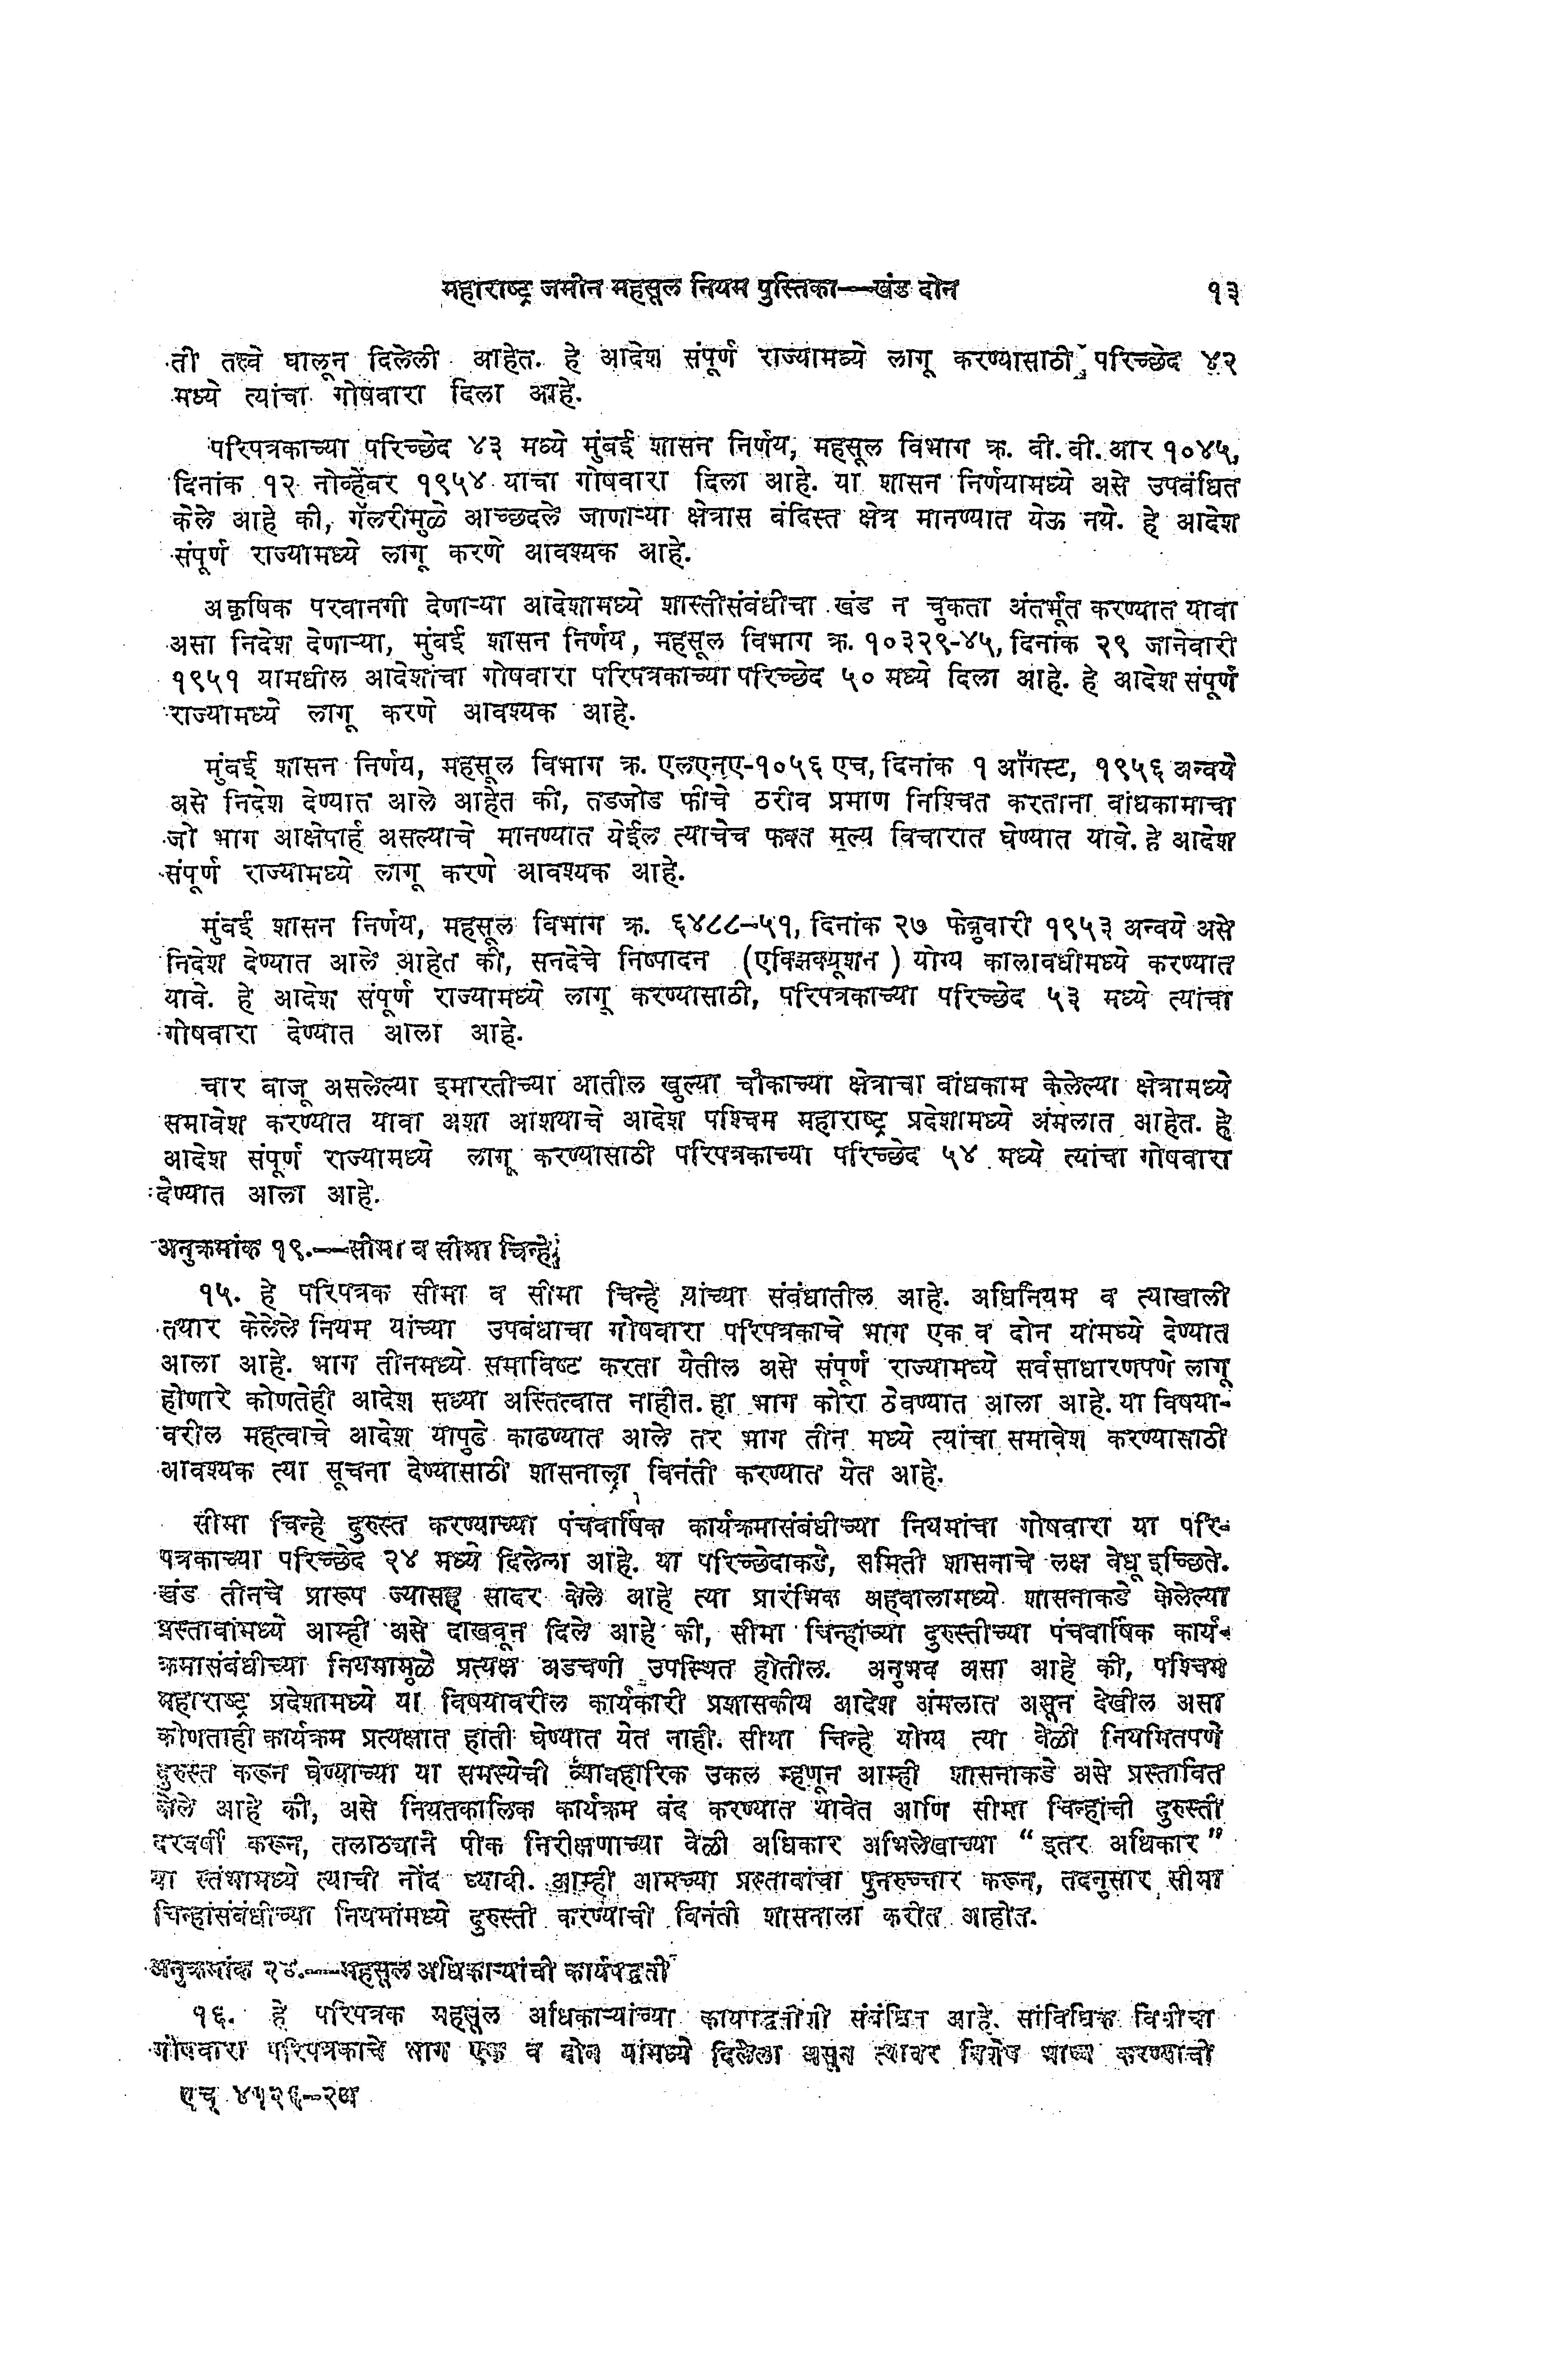 महाराष्ट्र जमीन महसूल नियम पुस्तिका—खंड दोन १३
ती तत्त्वे घालून दिलेली आहेत. हे आदेश संपूर्ण राज्यामध्ये लागू करण्यासाठी परिच्छेद ४२
मध्ये त्यांचा गोषवारा दिला आहे.
परिपत्रकाच्या परिच्छेद ४३ मध्ये मुंबई शासन निर्णय, महसूल विभाग क्र. बी. बी. आर १०४५,
दिनांक १२ नोव्हेंबर १९५४ याचा गोषवारा दिला आहे. या शासन निर्णयामध्ये असे उपबंधित
केले आहे की, गॅलरीमुळे आच्छदले जाणाऱ्या क्षेत्रास बंदिस्त क्षेत्र मानण्यात येऊ नये. हे आदेश
संपूर्ण राज्यामध्ये लागू करणे आवश्यक आहे.
अकृषिक परवानगी देणाऱ्या आदेशामध्ये शास्तीसंबंधीचा खंड न चुकता अंतर्भूत करण्यात यावा
असा निदेश देणाऱ्या, मुंबई शासन निर्णय, महसूल विभाग क्र. १०३२९-४५, दिनांक २९ जानेवारी
१९५१ यामधील आदेशांचा गोषवारा परिपत्रकाच्या परिच्छेद ५० मध्ये दिला आहे. हे आदेश संपूर्ण
राज्यामध्ये लागू करणे आवश्यक आहे.
मुंबई शासन निर्णय, महसूल विभाग क्र. एलएनए-१०५६ एच, दिनांक १ ऑगस्ट, १९५६ अन्वये
असे निदेश देण्यात आले आहेत की, तडजोड फीचे ठरीव प्रमाण निश्चित करताना बांधकामाचा
जो भाग आक्षेपार्ह असल्याचे मानण्यात येईल त्याचेच फक्त मूल्य विचारात घेण्यात यावे. हे आदेश
संपूर्ण राज्यामध्ये लागू करणे आवश्यक आहे.
मुंबई शासन निर्णय, महसूल विभाग क्र. ६४८८-५१, दिनांक २७ फेब्रुवारी १९५३ अन्वये असे
निदेश देण्यात आले आहेत की, सनदेचे निष्पादन (एक्झिक्यूशन) योग्य कालावधीमध्ये करण्यात
यावे. हे आदेश संपूर्ण राज्यामध्ये लागू करण्यासाठी, परिपत्रकाच्या परिच्छेद ५३ मध्ये त्यांचा
गोषवारा देण्यात आला आहे.
चार बाजू असलेल्या इमारतीच्या आतील खुल्या चौकाच्या क्षेत्राचा बांधकाम केलेल्या क्षेत्रामध्ये
समावेश करण्यात यावा अशा आशयाचे आदेश पश्चिम महाराष्ट्र प्रदेशामध्ये अंमलात आहेत. हे
आदेश संपूर्ण राज्यामध्ये लागू करण्यासाठी परिपत्रकाच्या परिच्छेद ५४ मध्ये त्यांचा गोषवारा
देण्यात आला आहे.
अनुक्रमांक १९.—सीमा व सीमा चिन्हे
१५. हे परिपत्रक सीमा व सीमा चिन्हे यांच्या संबंधातील आहे. अधिनियम व त्याखाली
तयार केलेले नियम यांच्या उपबंधाचा गोषवारा परिपत्रकाचे भाग एक व दोन यांमध्ये देण्यात
आला आहे. भाग तीनमध्ये समाविष्ट करता येतील असे संपूर्ण राज्यामध्ये सर्वसाधारणपणे लागू
होणारे कोणतेही आदेश सध्या अस्तित्वात नाहीत. हा भाग कोरा ठेवण्यात आला आहे. या विषया-
वरील महत्वाचे आदेश यापुढे काढण्यात आले तर भाग तीन मध्ये त्यांचा समावेश करण्यासाठी
आवश्यक त्या सूचना देण्यासाठी शासनाला विनंती करण्यात येत आहे.
सीमा चिन्हे दुरुस्त करण्याच्या पंचवार्षिक कार्यक्रमासंबंधीच्या नियमांचा गोषवारा या परि-
पत्रकाच्या परिच्छेद २४ मध्ये दिलेला आहे. या परिच्छेदाकडे, समिती शासनाचे लक्ष वेधू इच्छिते.
खंड तीनचे प्रारूप ज्यासह सादर केले आहे त्या प्रारंभिक अहवालामध्ये शासनाकडे केलेल्या
प्रस्तावांमध्ये आम्ही असे दाखवून दिले आहे की, सीमा चिन्हांच्या दुरुस्तीच्या पंचवार्षिक कार्य-
क्रमासंबंधीच्या नियमामुळे प्रत्यक्ष अडचणी उपस्थित होतील. अनुभव असा आहे की, पश्चिम
महाराष्ट्र प्रदेशामध्ये या विषयावरील कार्यकारी प्रशासकीय आदेश अंमलात असून देखील असा
कोणताही कार्यक्रम प्रत्यक्षात हाती घेण्यात येत नाही. सीमा चिन्हे योग्य त्या वेळी नियमितपणे
दुरुस्त करून घेण्याच्या या समस्येची व्यावहारिक उकल म्हणून आम्ही शासनाकडे असे प्रस्तावित
केले आहे की, असे नियतकालिक कार्यक्रम बंद करण्यात यावेत आणि सीमा चिन्हांची दुरुस्ती
दरवर्षी करून, तलाठ्याने पीक निरीक्षणाच्या वेळी अधिकार अभिलेखाच्या “इतर अधिकार”
या स्तंभामध्ये त्याची नोंद घ्यावी. आम्ही आमच्या प्रस्तावांचा पुनरुच्चार करून, तदनुसार सीमा
चिन्हांसंबंधीच्या नियमांमध्ये दुरुस्ती करण्याची विनंती शासनाला करीत आहोत.
अनुक्रमांक २०.—महसूल अधिकाऱ्यांची कार्यपद्धती
१६. हे परिपत्रक महसूल अधिकाऱ्यांच्या कार्यपद्धतीशी संबंधित आहे. सांविधिक विधीचा
गोषवारा परिपत्रकाचे भाग एक व दोन यांमध्ये दिलेला असून त्यावर विशेष भाष्य करण्याची
एच् ४१२९—२अ